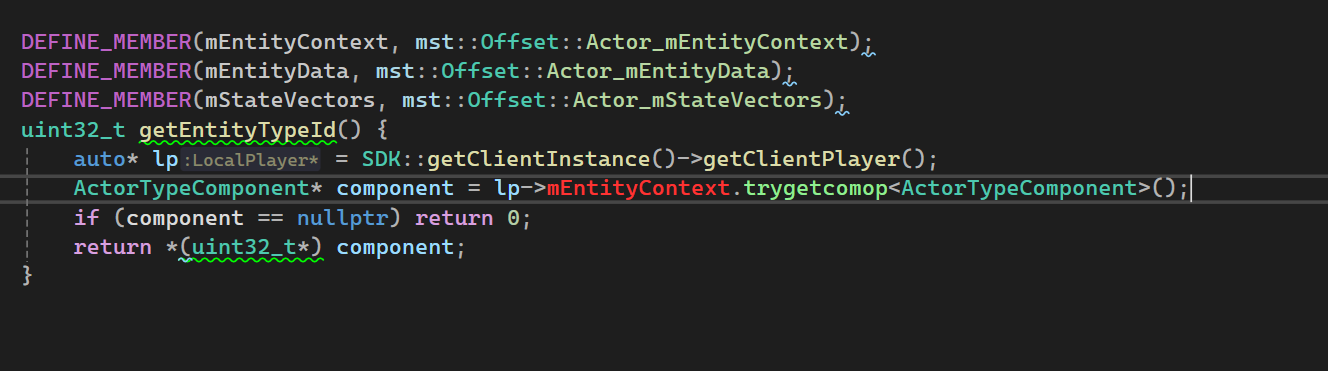 DEFINE_MEMBER(mEntityContext, mst::Offset::Actor_mEntityContext);
DEFINE_MEMBER(mEntityData, mst::Offset::Actor_mEntityData);
DEFINE_MEMBER(mStateVectors, mst::Offset::Actor_mStateVectors);
uint32_t getEntityTypeId() {
auto* lp:LocalPlayer* = SDK::getClientInstance()->getClientPlayer();
ActorTypeComponent* component = lp->mEntityContext.trygetcomop<ActorTypeComponent>();
if (component == nullptr) return 0;
return *(uint32_t*) component;
}